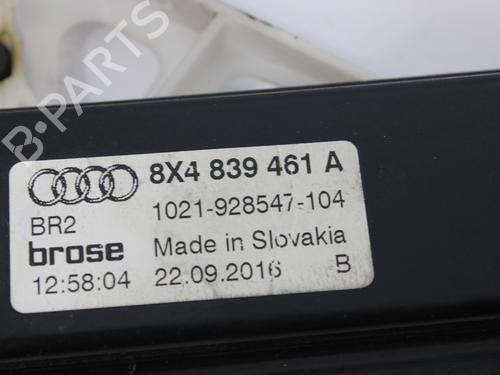 B-PARTS
8X4 839 461 A
BR2 1021-928547-104
brose Made in Slovakia
12:58:04 22.09.2016 B